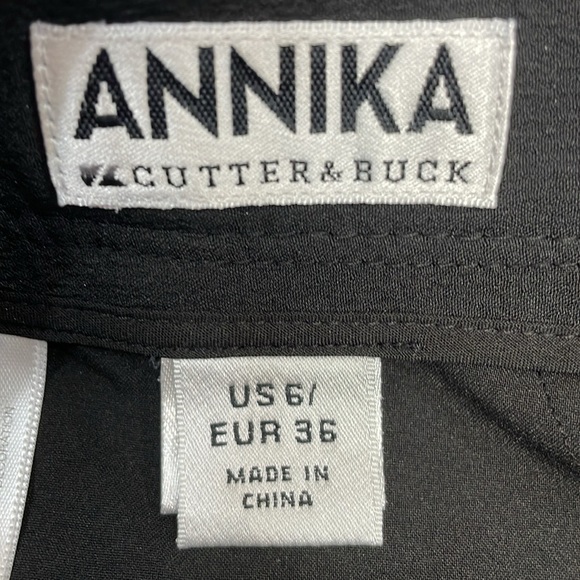 ANNIKA
CUTTER & BUCK
US 6/
EUR 36
MADE IN
CHINA